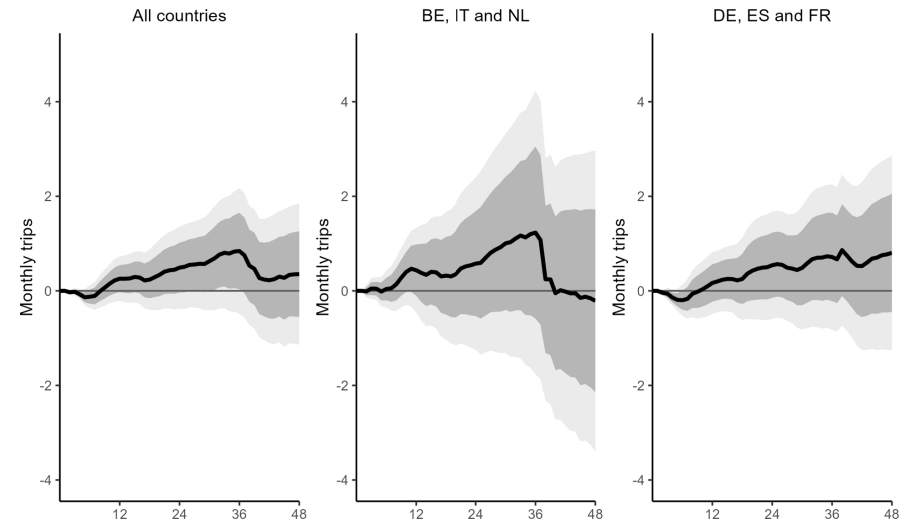 All countries
Monthly trips
4
2
0
-2
-4
12 24 36 48
BE, IT and NL
Monthly trips
4
2
0
-2
-4
12 24 36 48
DE, ES and FR
Monthly trips
4
2
0
-2
-4
12 24 36 48